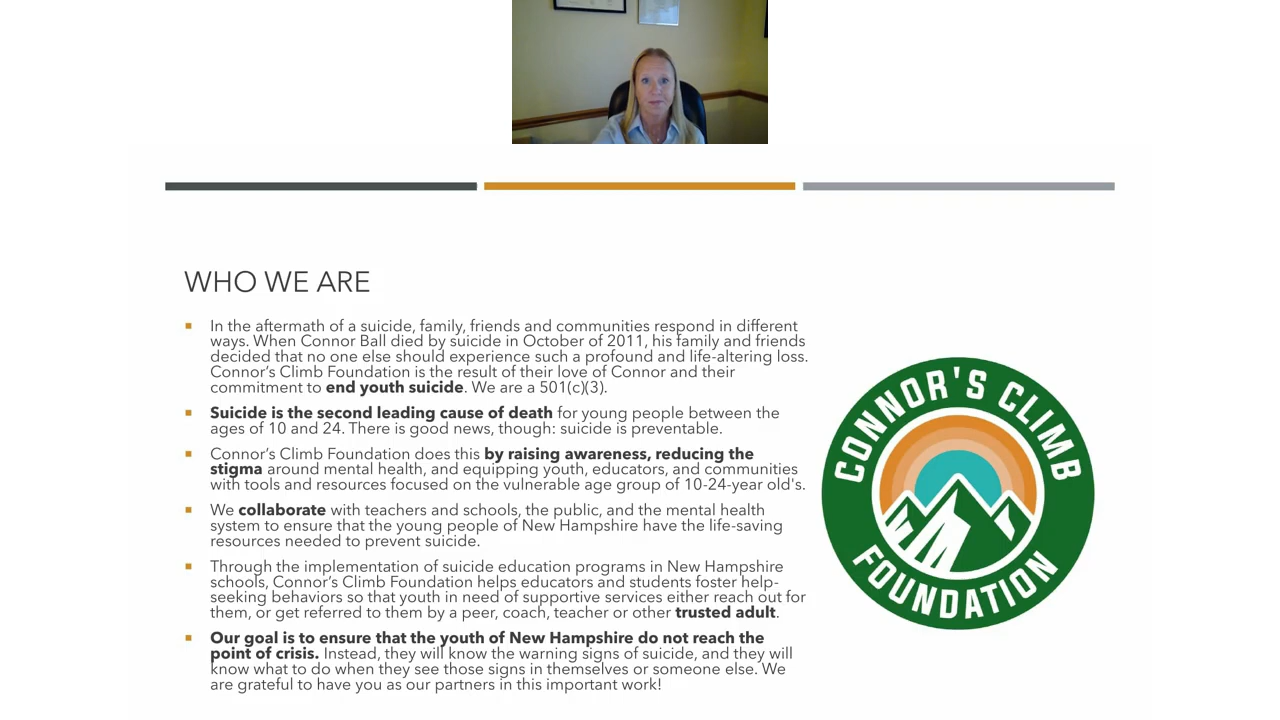 WHO WE ARE
In the aftermath of a suicide, family, friends and communities respond in different
ways. When Connor Ball died by suicide in October of 2011, his family and friends
decided that no one else should experience such a profound and life-altering loss.
Connor's Climb Foundation is the result of their love of Connor and their
commitment to end youth suicide. We are a 501(c)(3).
Suicide is the second leading cause of death for young people between the
ages of 10 and 24. There is good news, though: suicide is preventable.
Connor's Climb Foundation does this by raising awareness, reducing the
stigma around mental health, and equipping youth, educators, and communities
with tools and resources focused on the vulnerable age group of 10-24-year old's.
We collaborate with teachers and schools, the public, and the mental health
system to ensure that the young people of New Hampshire have the life-saving
resources needed to prevent suicide.
Through the implementation of suicide education programs in New Hampshire
schools, Connor's Climb Foundation helps educators and students foster help-
seeking behaviors so that youth in need of supportive services either reach out for
them, or get referred to them by a peer, coach, teacher or other trusted adult.
Our goal is to ensure that the youth of New Hampshire do not reach the
point of crisis. Instead, they will know the warning signs of suicide, and they will
know what to do when they see those signs in themselves or someone else. We
are grateful to have you as our partners in this important work!
CONNOR'S CLIMB
FOUNDATION